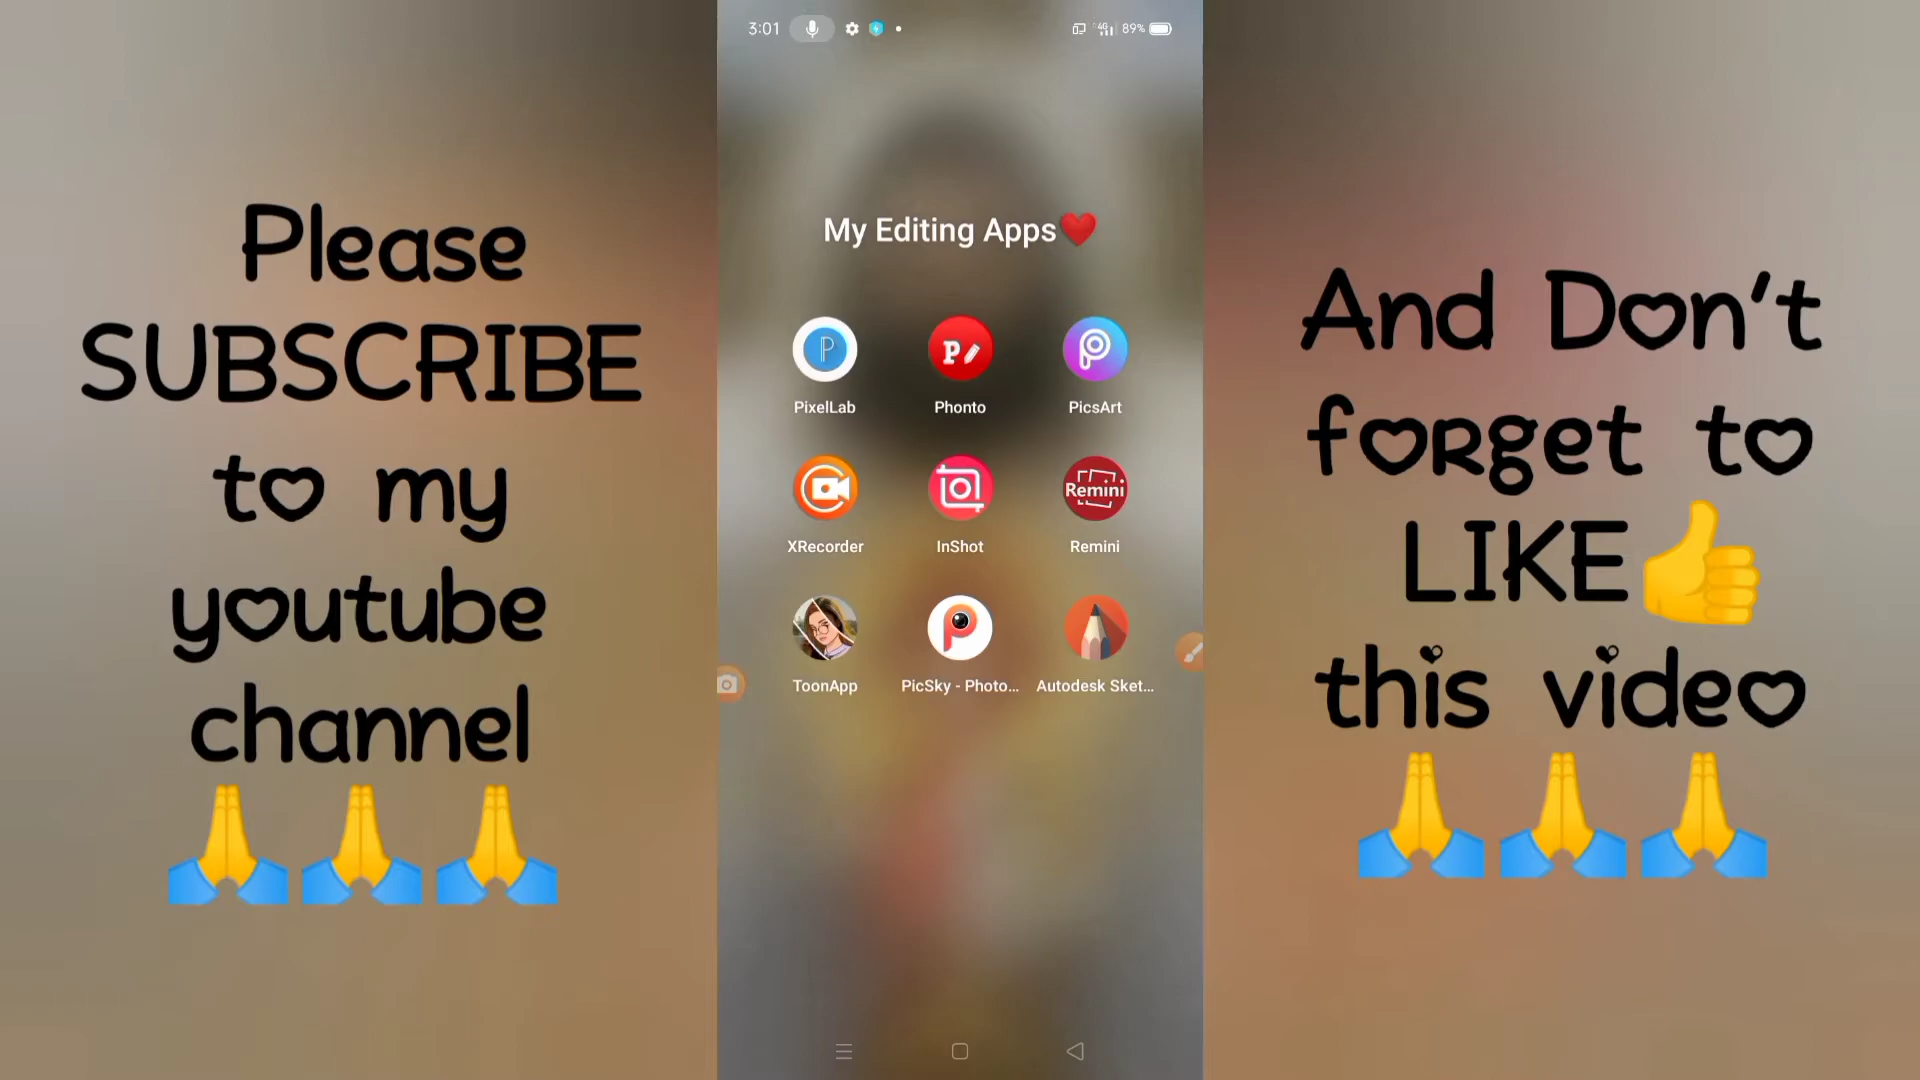 Please
SUBSCRIBE
to my
youtube
channel
🙏🙏🙏
3:01
4G
89%
My Editing Apps❤️
PixelLab
Phonto
PicsArt
XRecorder
InShot
Remini
Remini
ToonApp
PicSky - Photo...
Autodesk Sket...
And Don't
forget to
LIKE👍
this video
🙏🙏🙏